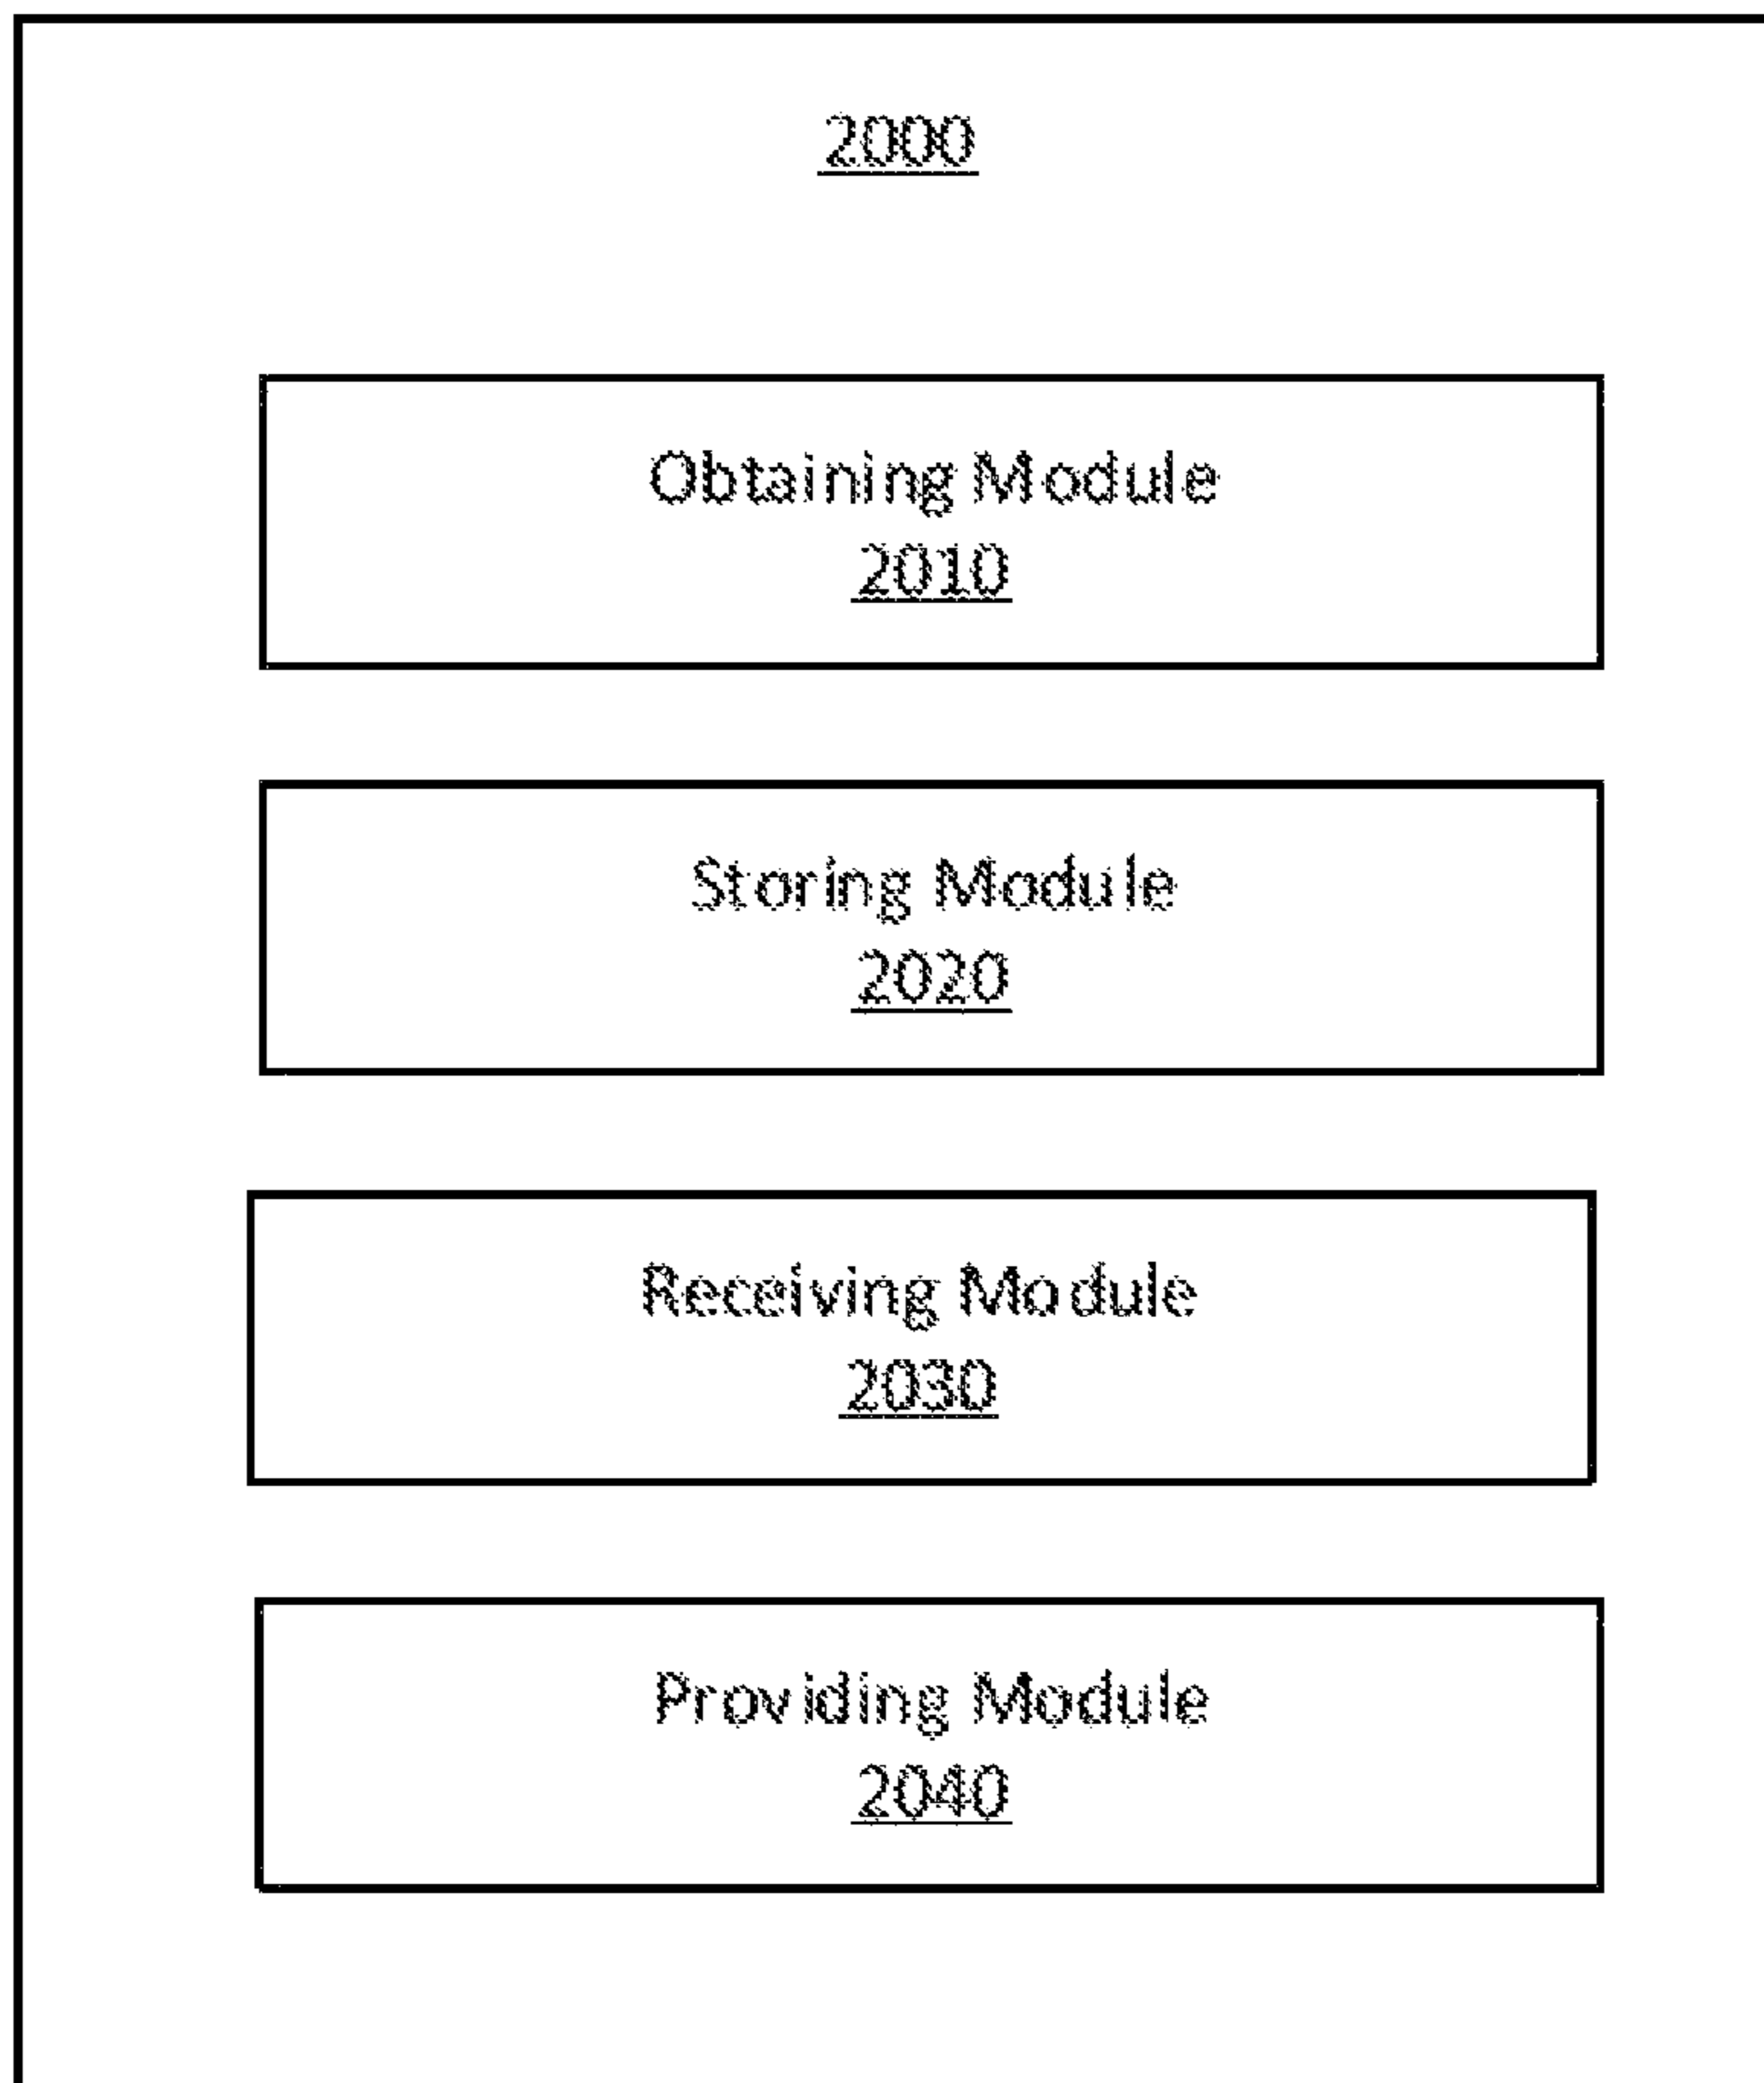 2000
Obtaining Module
2010
Storing Module
2020
Receiving Module
2030
Providing Module
2040